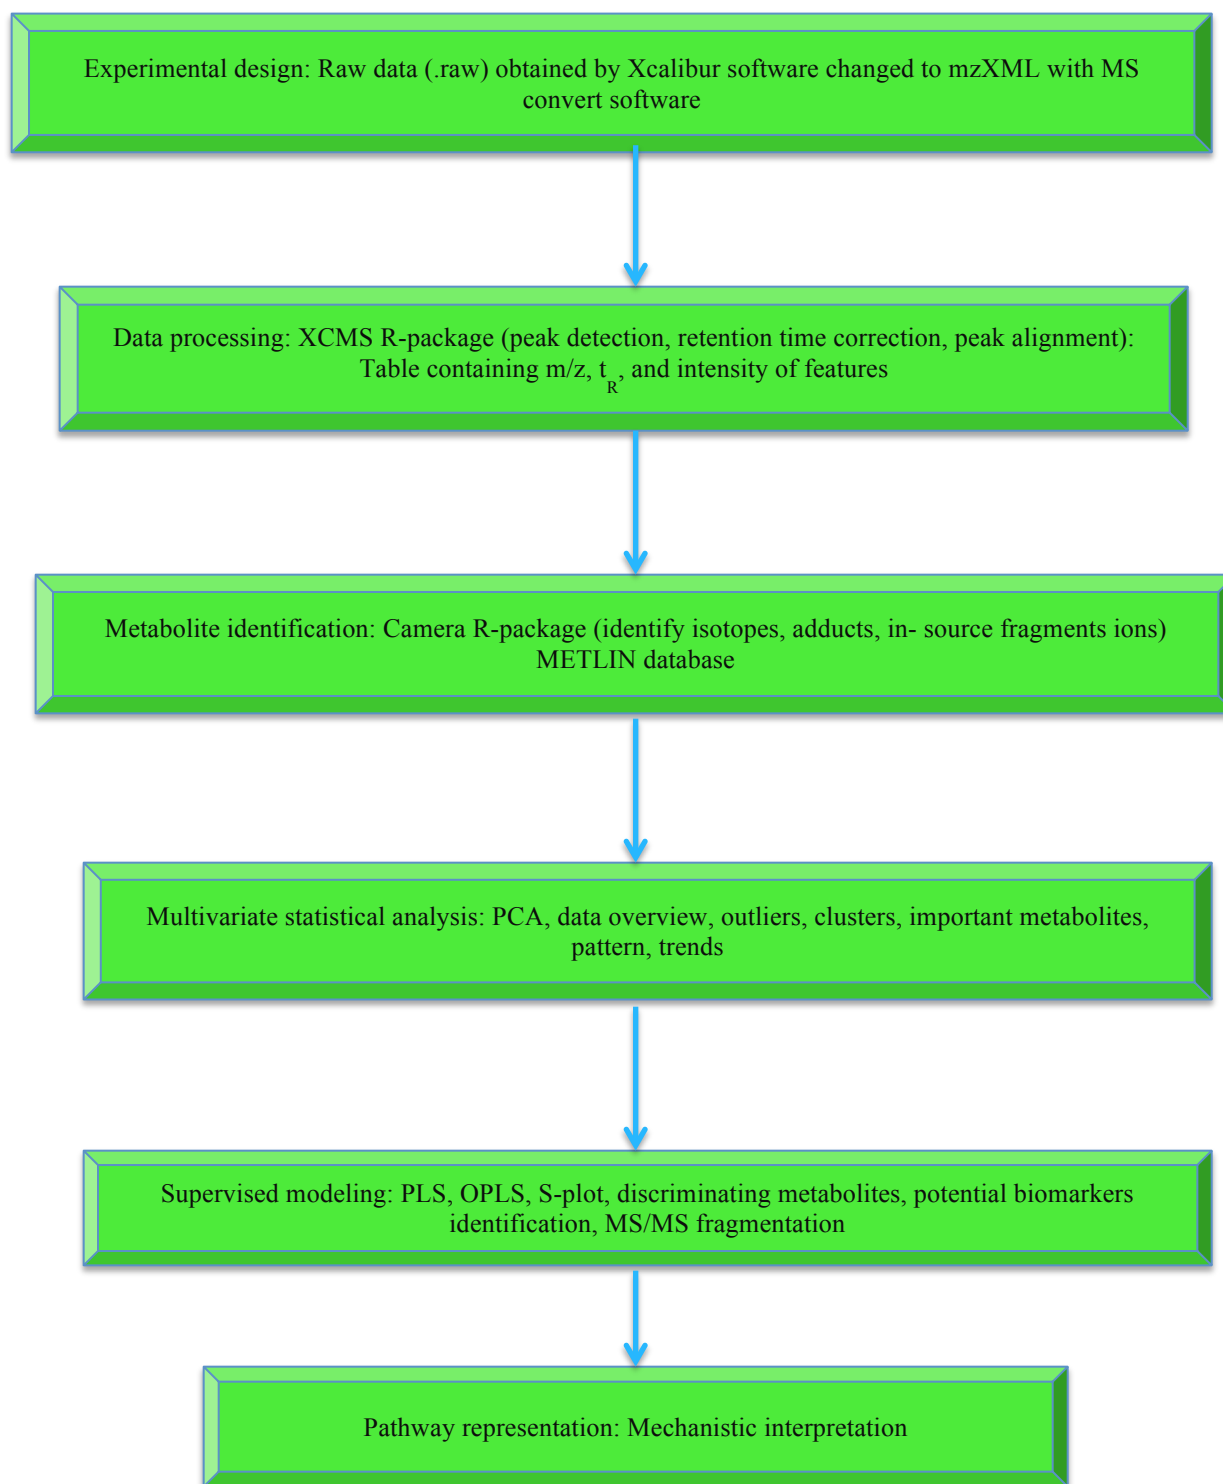 Experimental design: Raw data (.raw) obtained by Xcalibur software changed to mzXML with MS
convert software
Data processing: XCMS R-package (peak detection, retention time correction, peak alignment):
Table containing m/z, tR, and intensity of features
Metabolite identification: Camera R-package (identify isotopes, adducts, in- source fragments ions)
METLIN database
Multivariate statistical analysis: PCA, data overview, outliers, clusters, important metabolites,
pattern, trends
Supervised modeling: PLS, OPLS, S-plot, discriminating metabolites, potential biomarkers
identification, MS/MS fragmentation
Pathway representation: Mechanistic interpretation